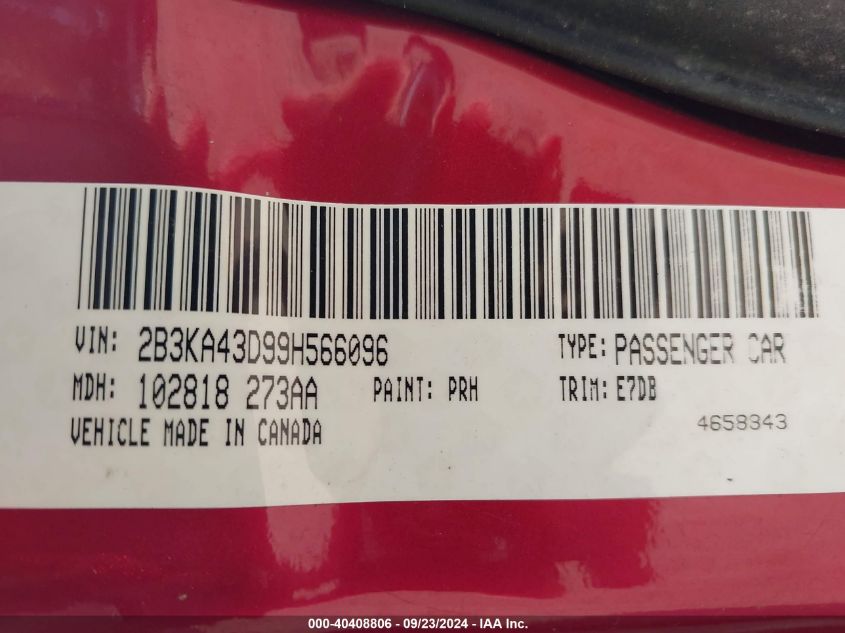 VIN: 2B3KA43D99H566096 TYPE: PASSENGER CAR
MDH: 102818 273AA PAINT: PRH TRIM: E7DB
VEHICLE MADE IN CANADA 4658343
000-40408806 - 09/23/2024 - IAA Inc.